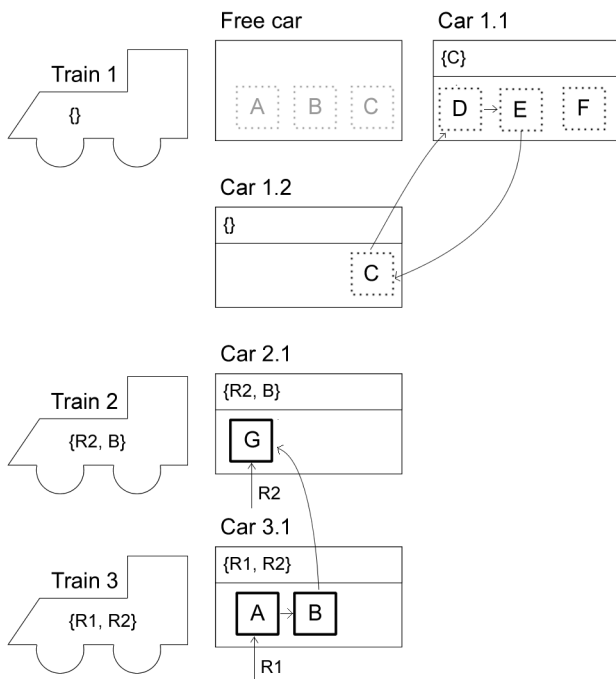 Free car
Car 1.1
Train 1
{}
A B C
{C}
D E F
Car 1.2
{}
C
Car 2.1
Train 2
{R2, B}
{R2, B}
G
R2
Car 3.1
Train 3
{R1, R2}
{R1, R2}
A B
R1